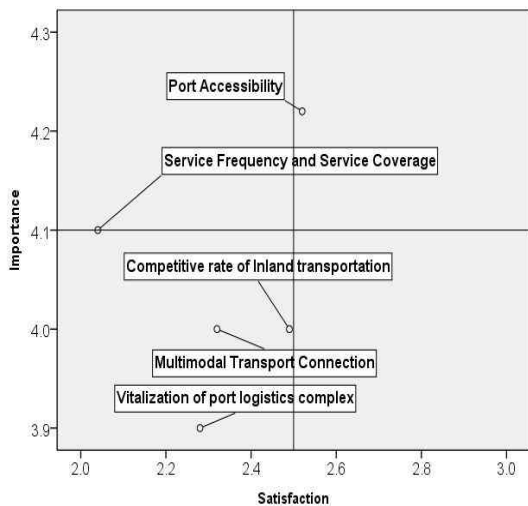 4.3
Port Accessibility
4.2
Service Frequency and Service Coverage
4.1
Importance
Competitive rate of Inland transportation
4.0
Multimodal Transport Connection
Vitalization of port logistics complex
3.9
2.0 2.2 2.4 2.6 2.8 3.0
Satisfaction